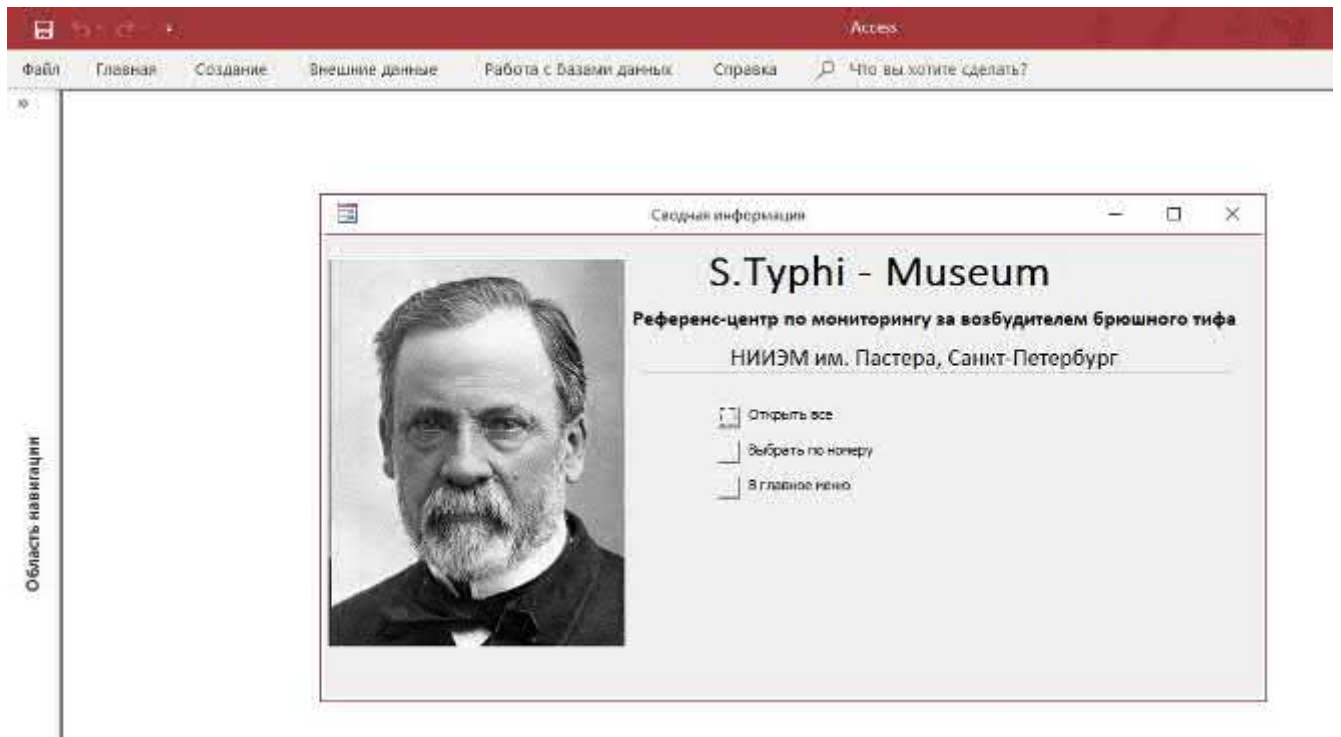 Access
Файл Главная Создание Внешние данные Работа с базами данных Справка Что вы хотите сделать?
Область навигации
Сводная информация
S.Typhi - Museum
Референс-центр по мониторингу за возбудителем брюшного тифа
НИИЭМ им. Пастера, Санкт-Петербург
Открыть все
Выбрать по номеру
В главное меню